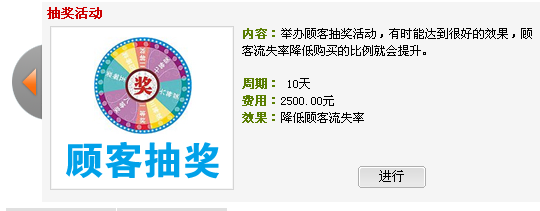 抽奖活动
内容：举办顾客抽奖活动，有时能达到很好的效果，顾
客流失率降低购买的比例就会提升。
周期： 10天
费用：2500.00元
效果：降低顾客流失率
奖
顾客抽奖
进行